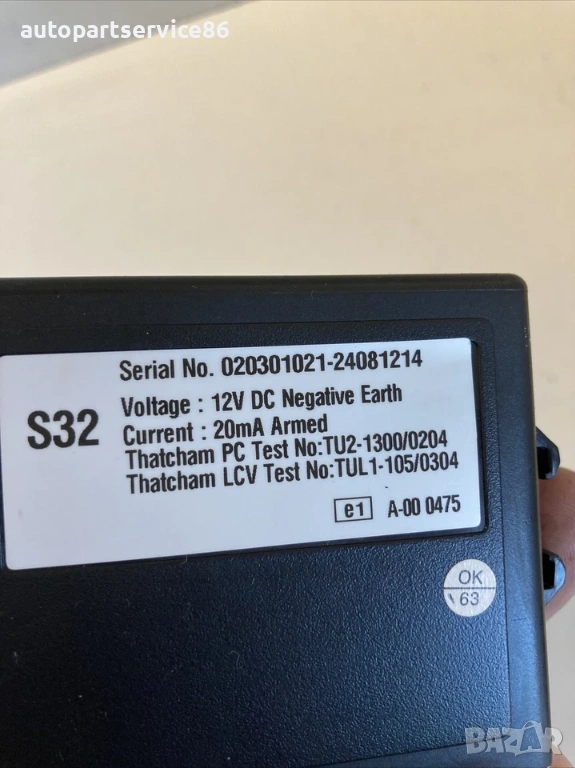 autopartservice86
Serial No. 020301021-24081214
S32
Voltage : 12V DC Negative Earth
Current : 20mA Armed
Thatcham PC Test No:TU2-1300/0204
Thatcham LCV Test No:TUL1-105/0304
e1 A-00 0475
OK
63
BAZAR